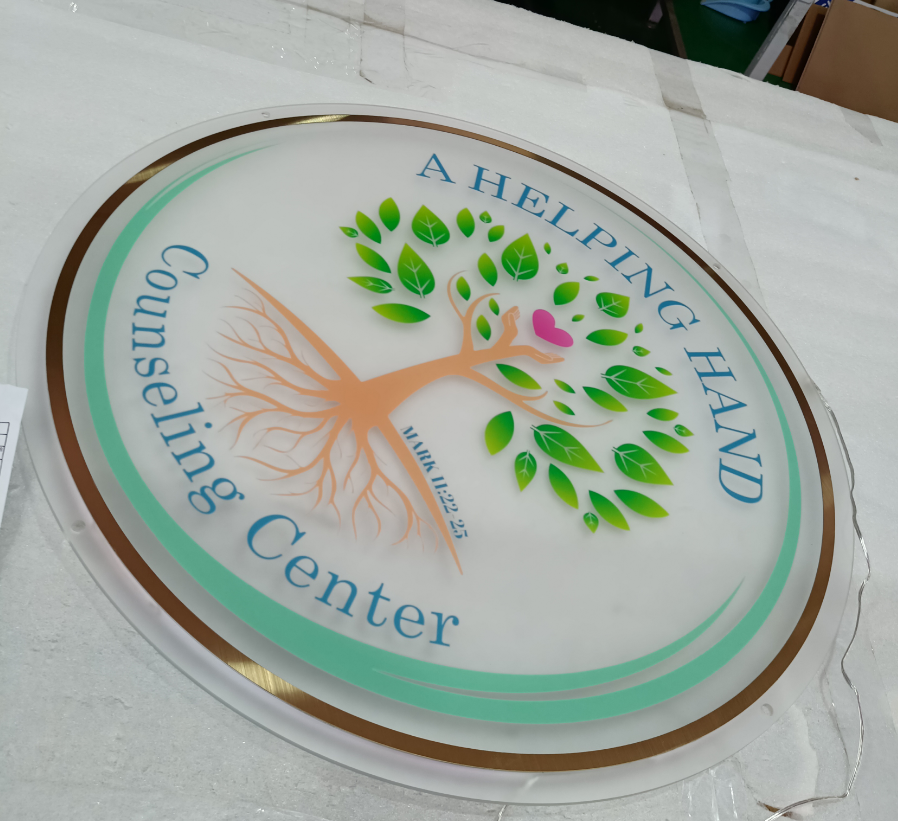 A HELPING HAND
MARK 11:22-25
Counseling Center